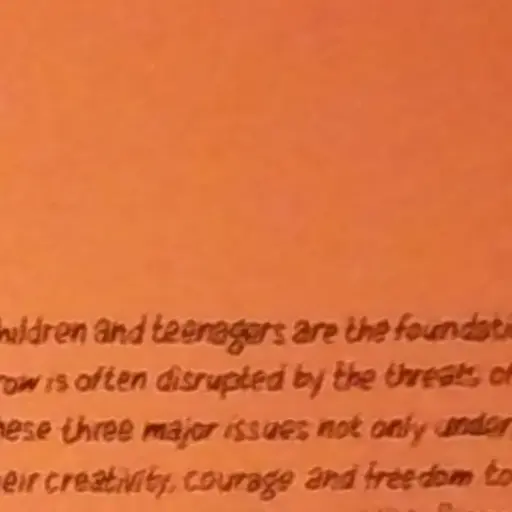 hildren and teenagers are the foundati
row is often disrupted by the threats of
hese three major issues not only under
eir creativity, courage and freedom to